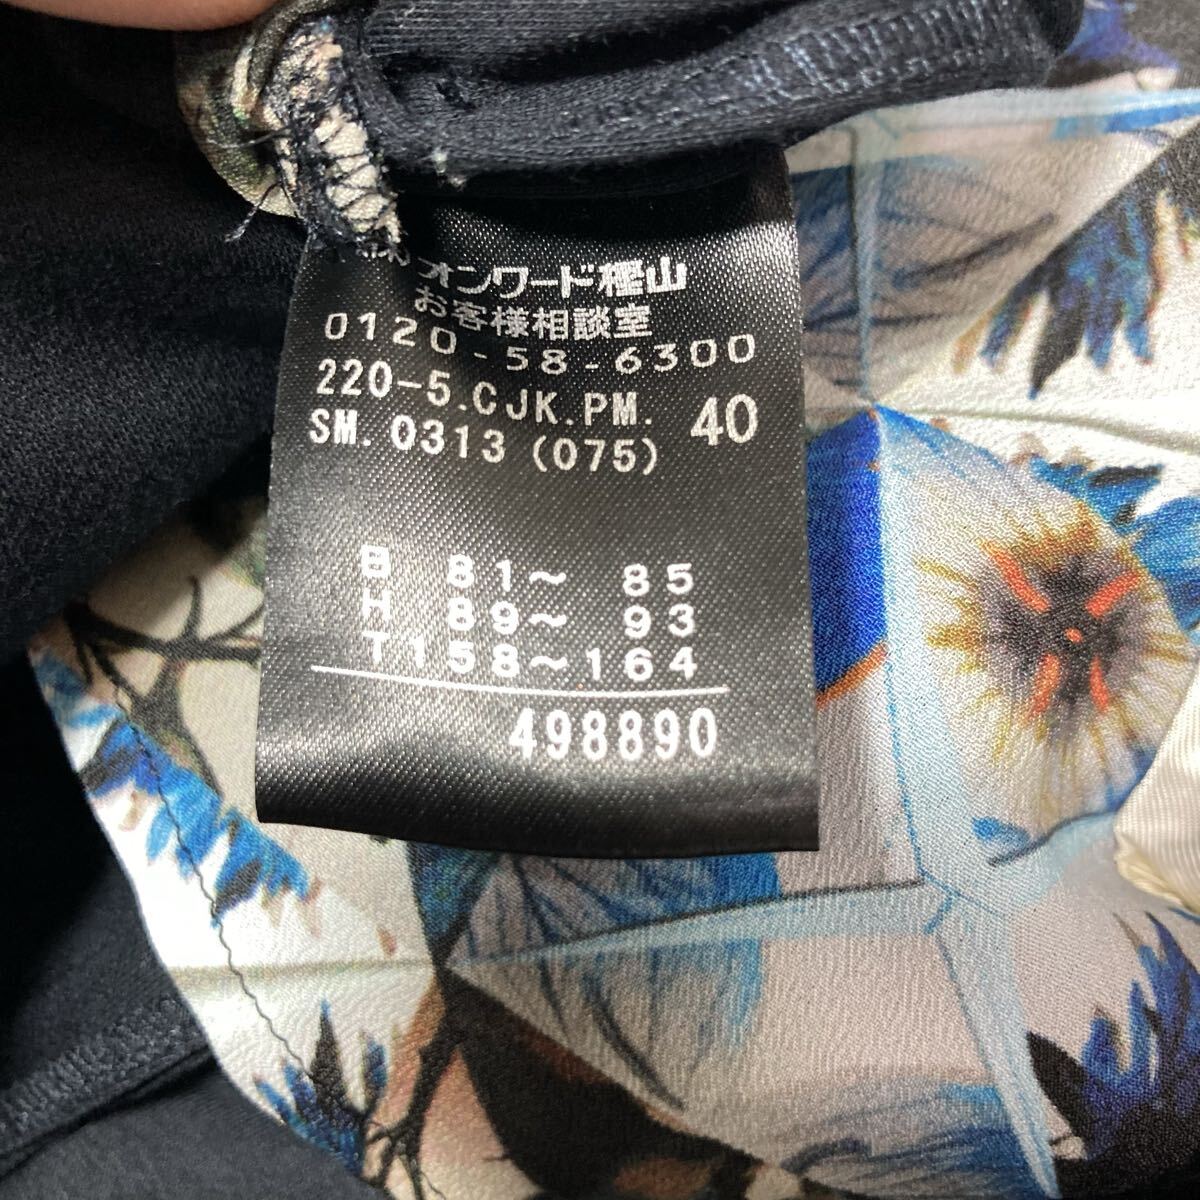 ㈱オンワード樫山
お客様相談室
0120-58-6300
220-5.CJK.PM. 40
SM. 0313 (075)
B 81～ 85
H 89～ 93
T158～164
498890